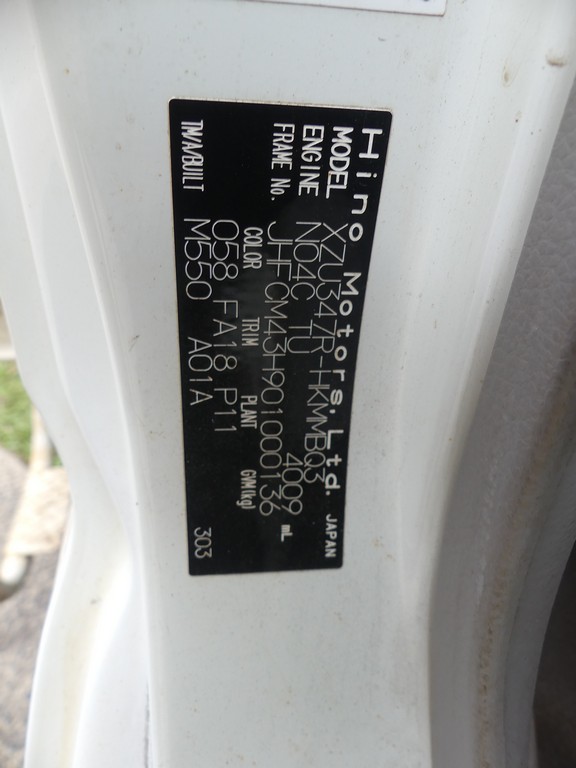 Hino Motors, Ltd. JAPAN
MODEL XZU347R-HKMMBQ3
ENGINE N04C TU 4009 mL
FRAME No. JHFCM43H901000136
COLOR TRIM PLANT GVM(kg)
058 FA18 P11
TM/A/BUILT M550 A01A 303